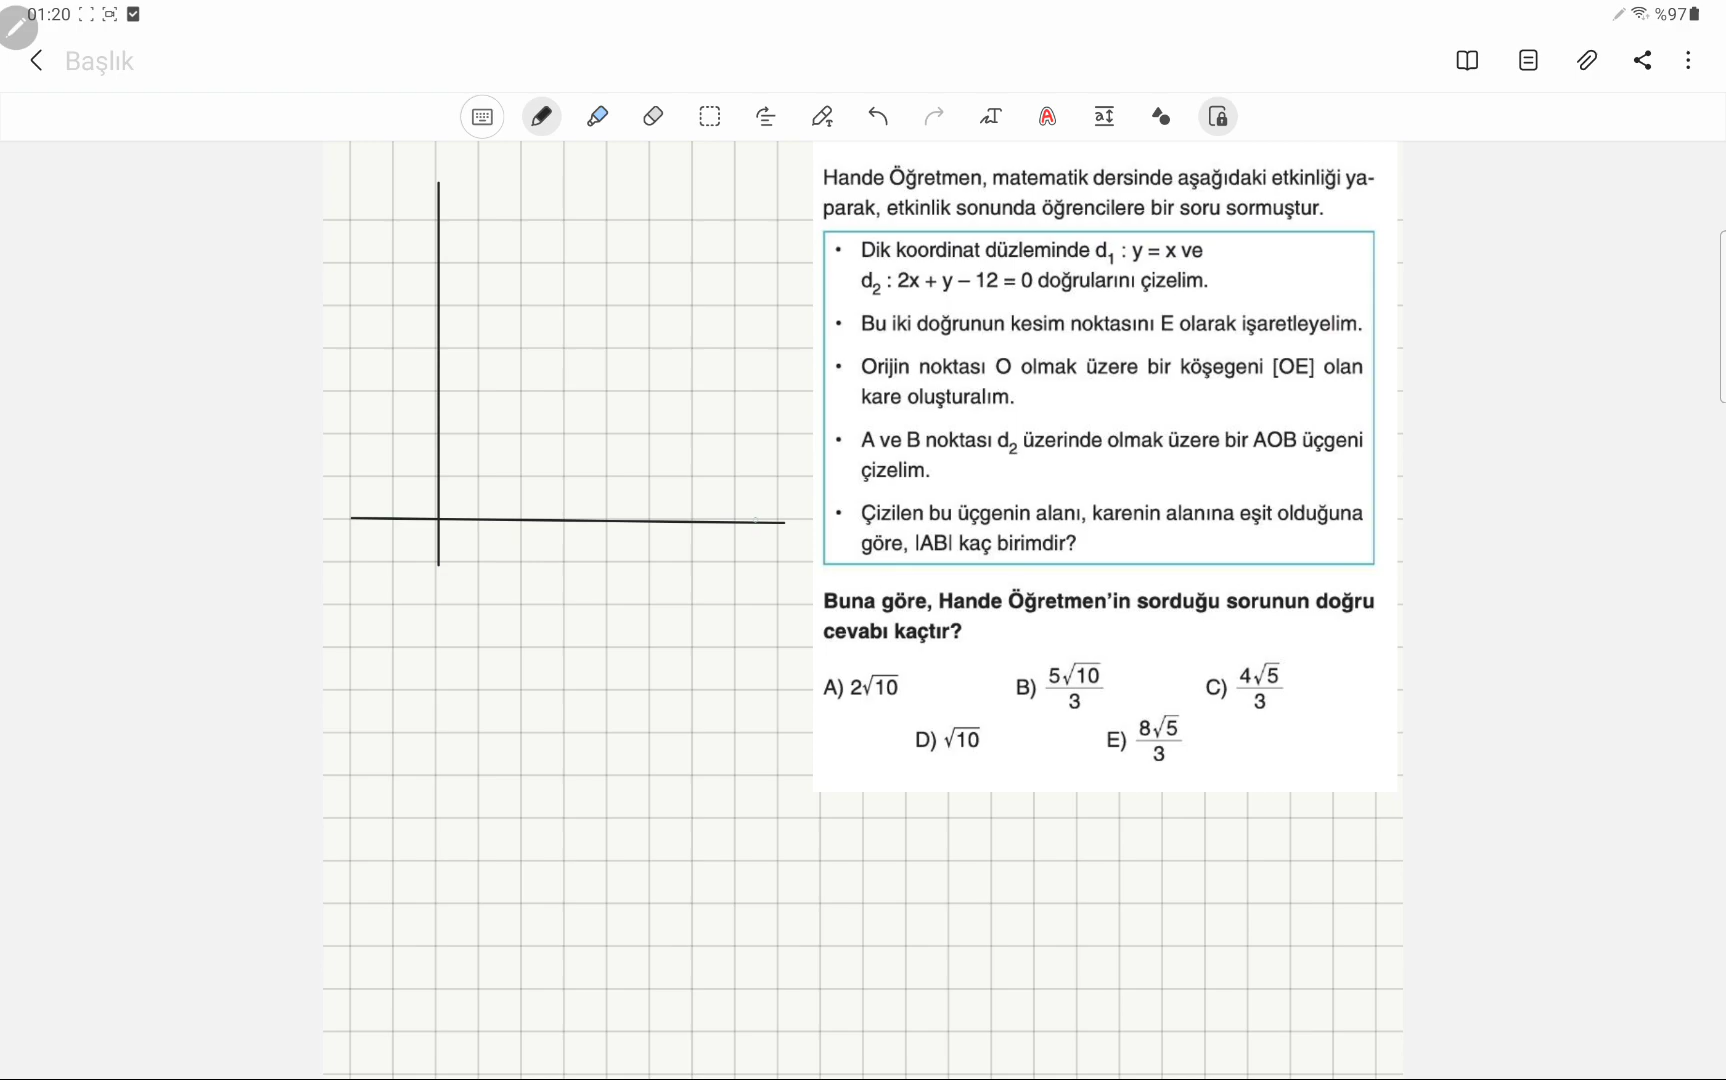 01:20
%97
Başlık
Hande Öğretmen, matematik dersinde aşağıdaki etkinliği ya-
parak, etkinlik sonunda öğrencilere bir soru sormuştur.
• Dik koordinat düzleminde d₁ : y = x ve
d₂ : 2x + y – 12 = 0 doğrularını çizelim.
• Bu iki doğrunun kesim noktasını E olarak işaretleyelim.
• Orijin noktası O olmak üzere bir köşegeni [OE] olan
kare oluşturalım.
• A ve B noktası d₂ üzerinde olmak üzere bir AOB üçgeni
çizelim.
• Çizilen bu üçgenin alanı, karenin alanına eşit olduğuna
göre, |AB| kaç birimdir?
Buna göre, Hande Öğretmen'in sorduğu sorunun doğru
cevabı kaçtır?
A) 2√10 B) 5√10/3 C) 4√5/3
D) √10 E) 8√5/3